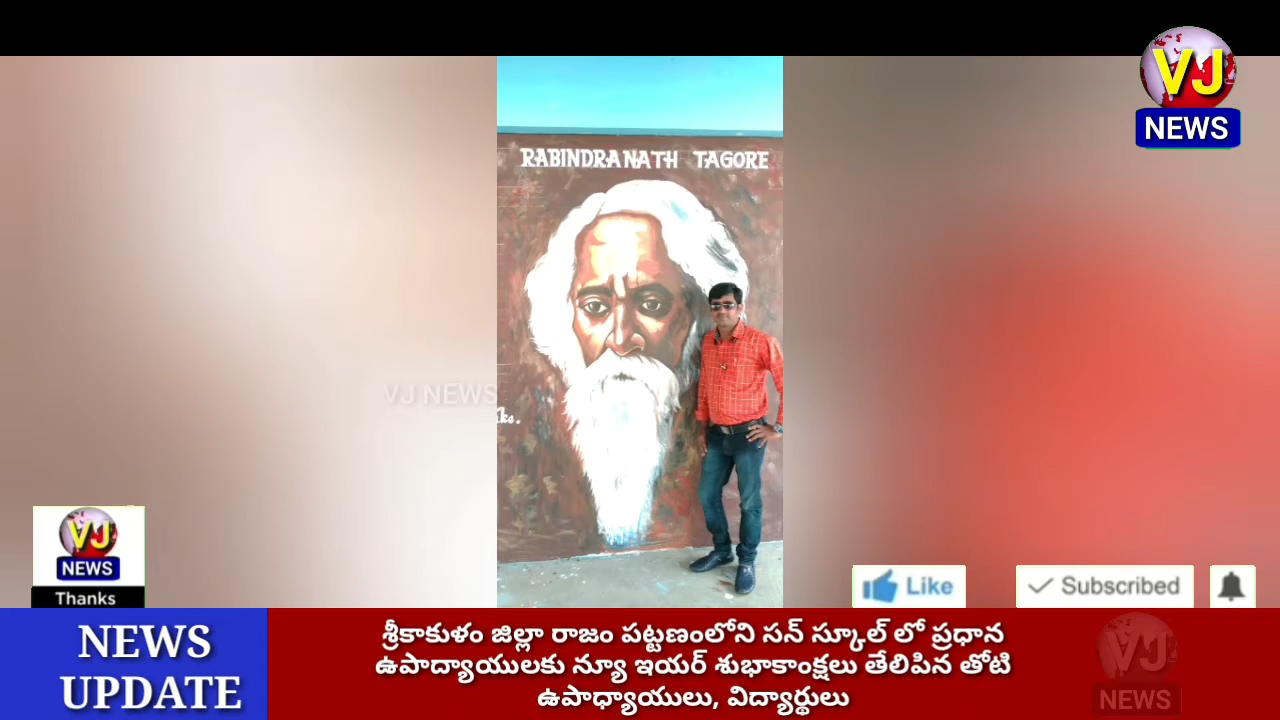 VJ
NEWS
RABINDRANATH TAGORE
VJ NEWS
VJ
NEWS
Thanks
Like
Subscribed
NEWS
UPDATE
శ్రీకాకుళం జిల్లా రాజం పట్టణంలోని సన్ స్కూల్ లో ప్రధాన
ఉపాద్యాయులకు న్యూ ఇయర్ శుభాకాంక్షలు తేలిపిన తోటి
ఉపాధ్యాయులు, విద్యార్థులు
VJ
NEWS